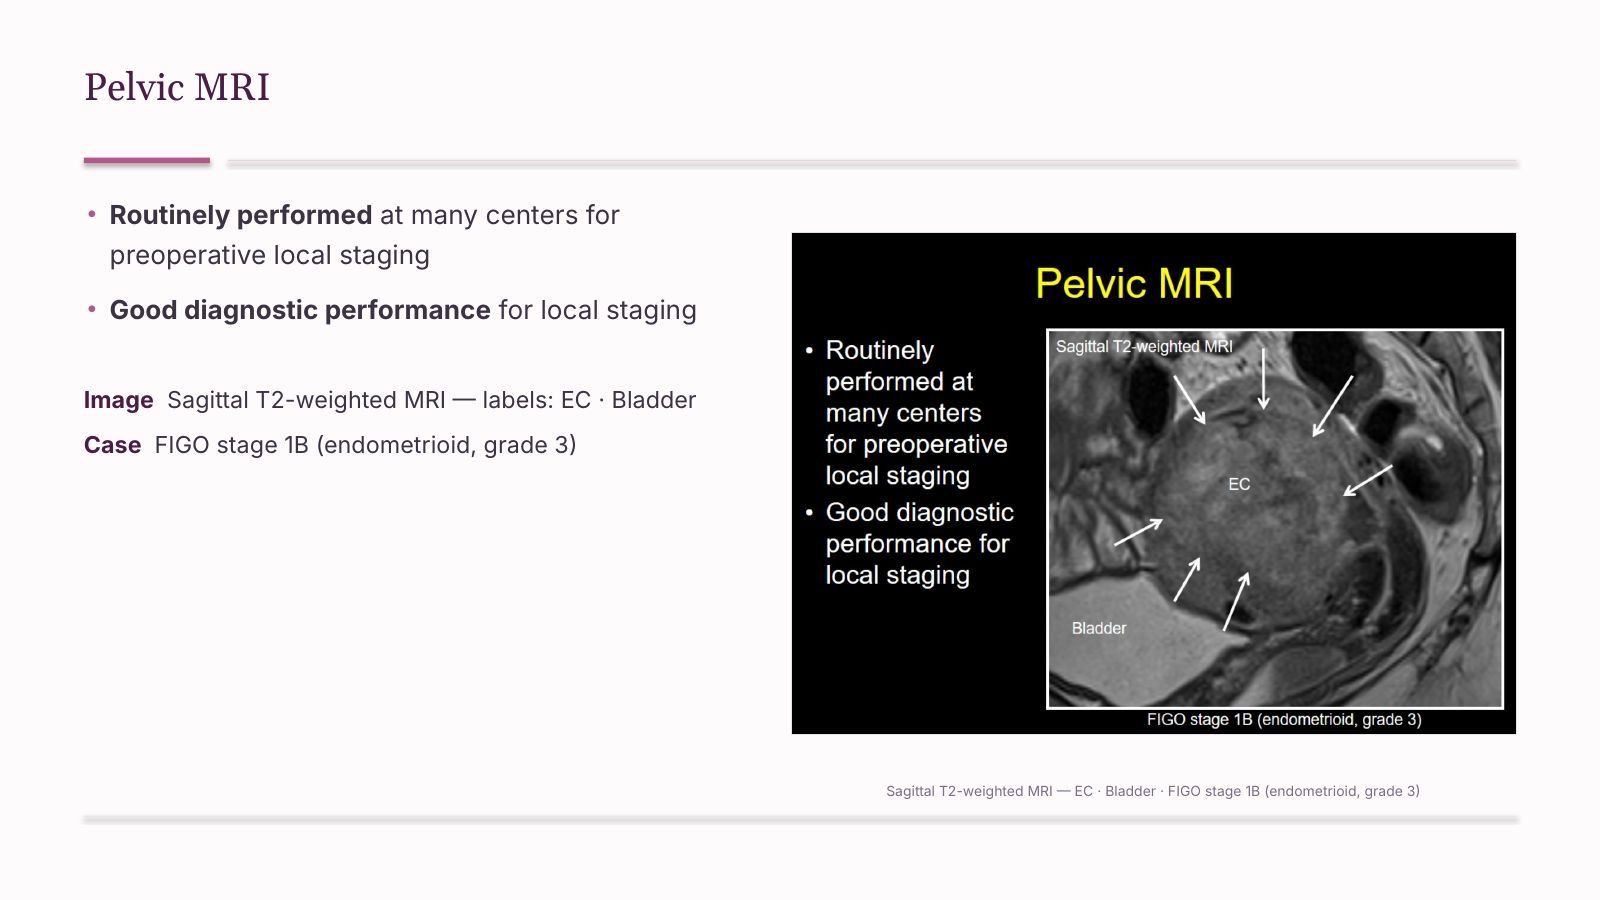 Pelvic MRI
• Routinely performed at many centers for
preoperative local staging
• Good diagnostic performance for local staging
Image Sagittal T2-weighted MRI — labels: EC · Bladder
Case FIGO stage 1B (endometrioid, grade 3)
Pelvic MRI
• Routinely
performed at
many centers
for preoperative
local staging
• Good diagnostic
performance for
local staging
Sagittal T2-weighted MRI
EC
Bladder
FIGO stage 1B (endometrioid, grade 3)
Sagittal T2-weighted MRI — EC · Bladder · FIGO stage 1B (endometrioid, grade 3)